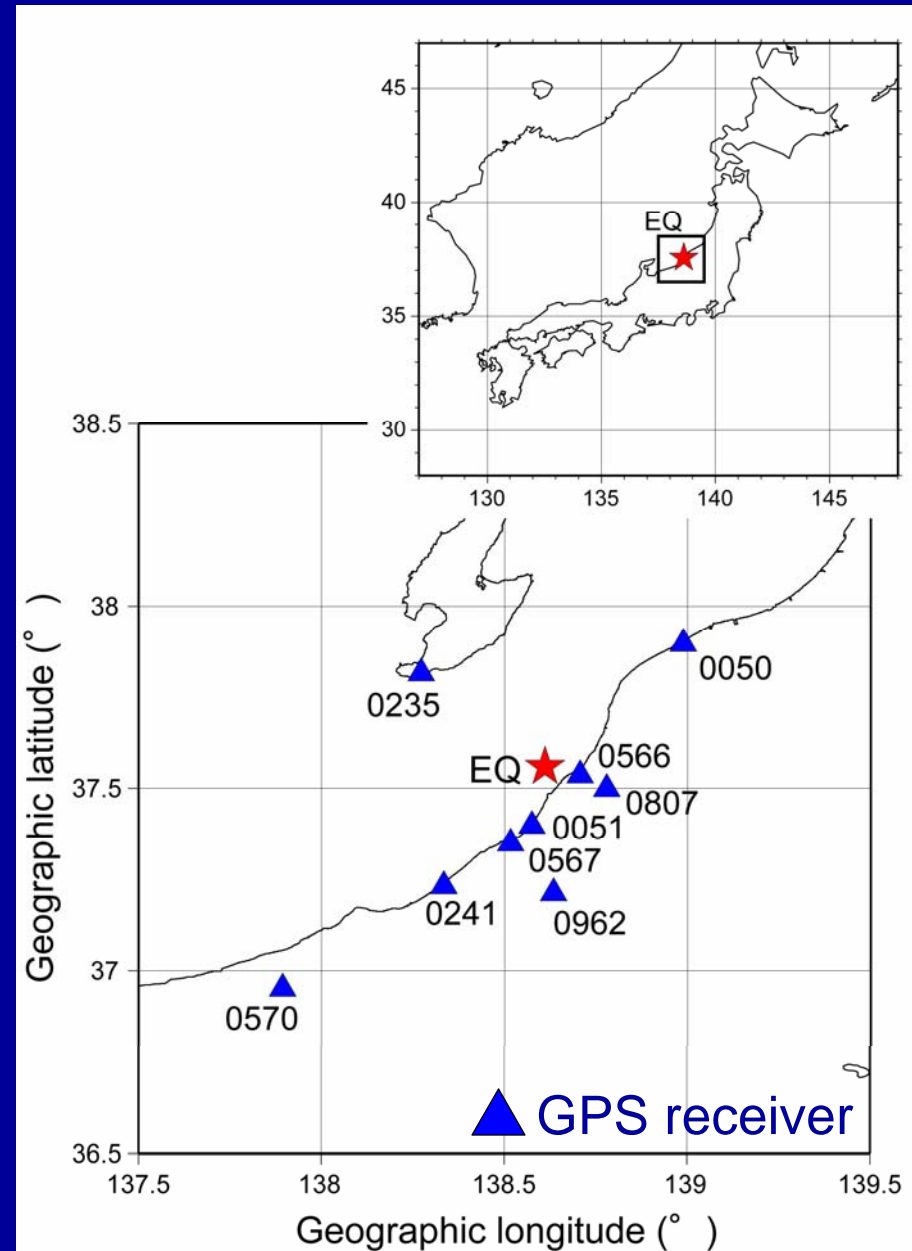 45
40
EQ
35
30
130 135 140 145
38.5
38
0050
0235
0566
EQ
37.5
0807
0051
0567
0241
0962
37
0570
GPS receiver
36.5
137.5 138 138.5 139 139.5
Geographic latitude (° )
Geographic longitude (° )